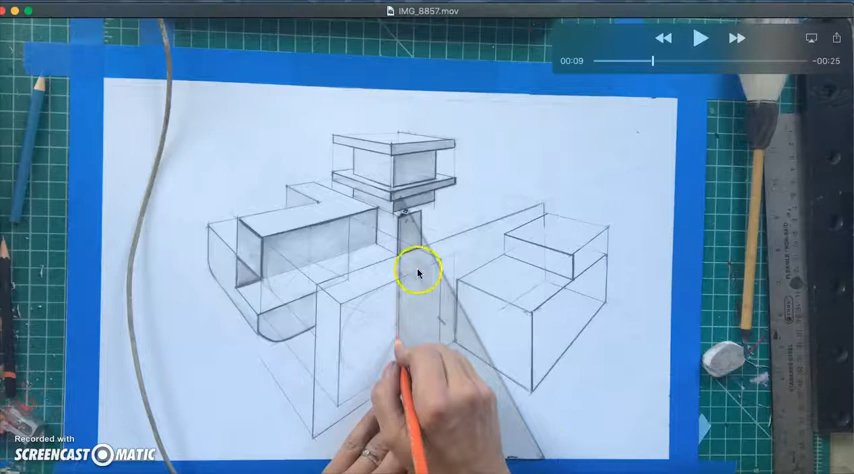 IMG_8857.mov
00:09
-00:25
Recorded with
SCREENCAST-O-MATIC